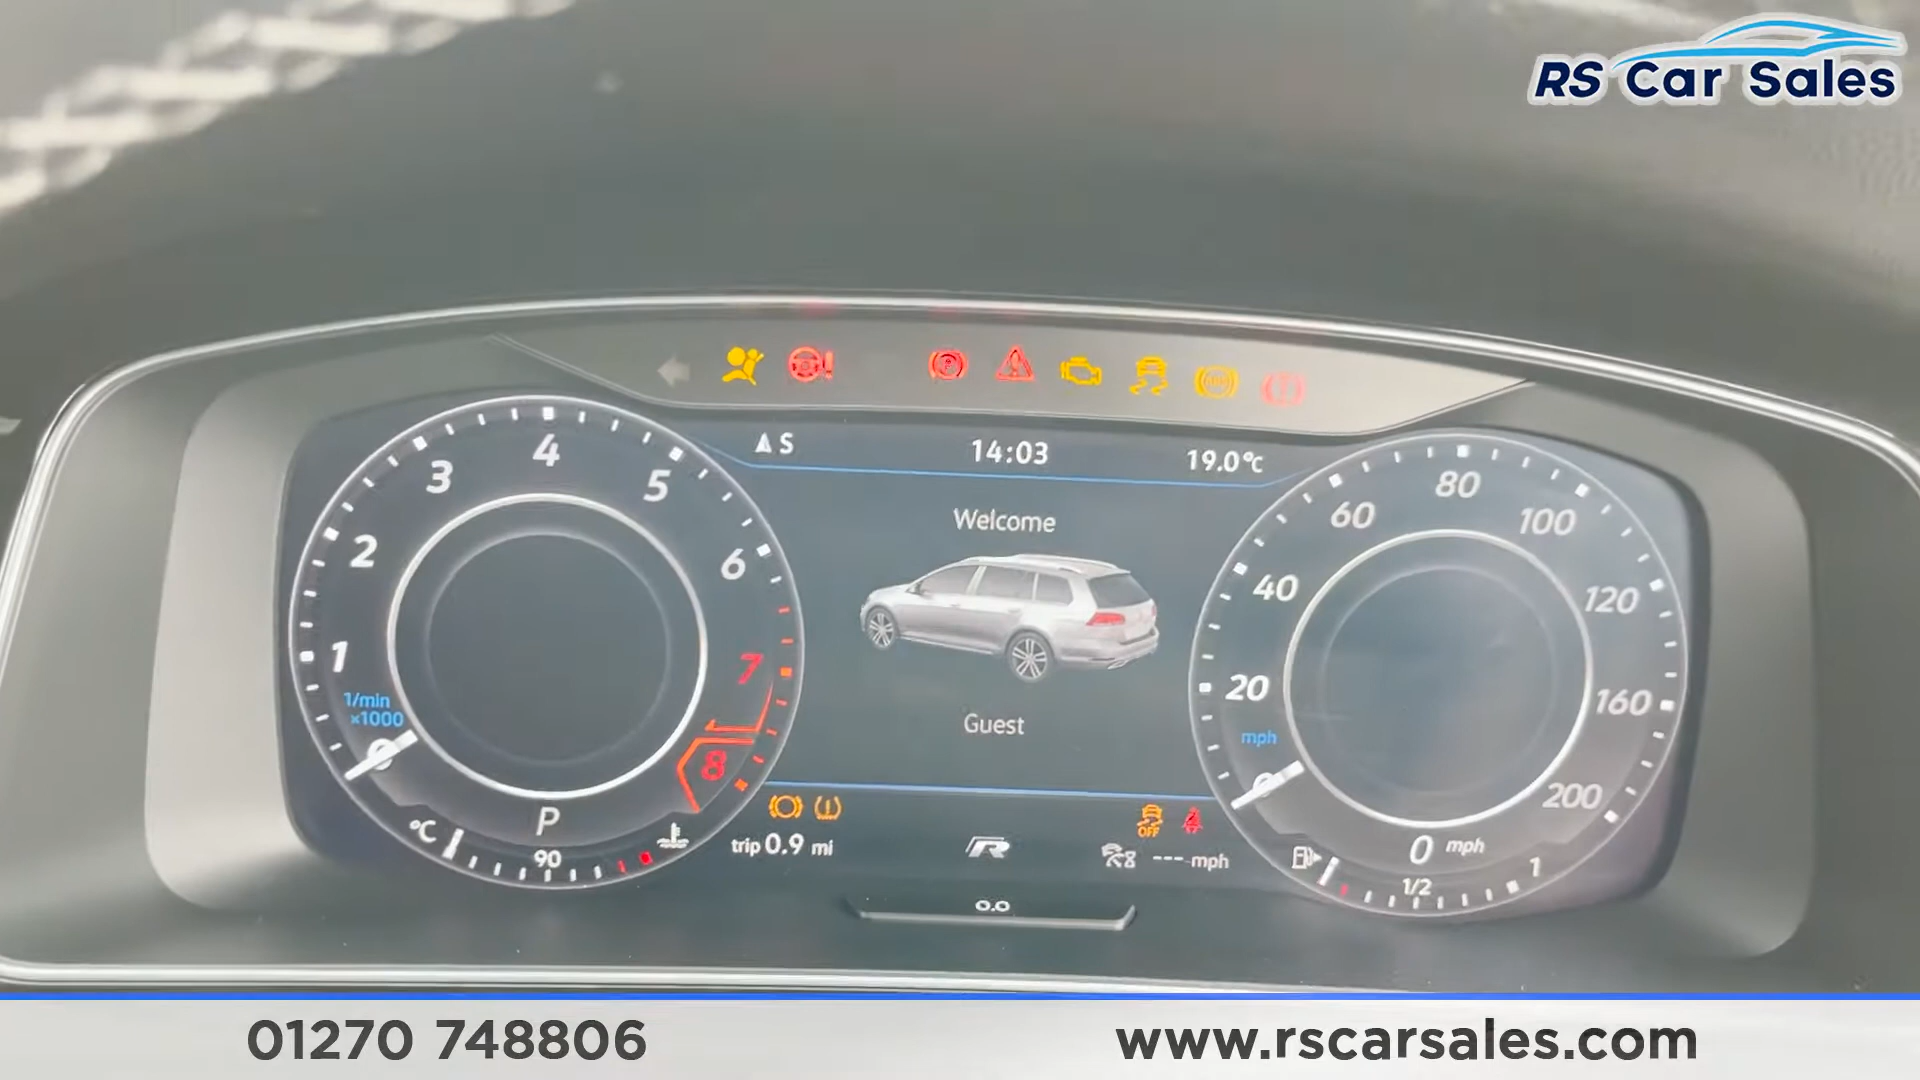 RS Car Sales
S 14:03 19.0°C
Welcome
Guest
1 2 3 4 5 6 7 8
1/min
x1000
P
°C 90
trip 0.9 mi
R
--- mph
OFF
0.0
20 40 60 80 100 120 160 200
mph
0 mph
1/2 1
01270 748806
www.rscarsales.com